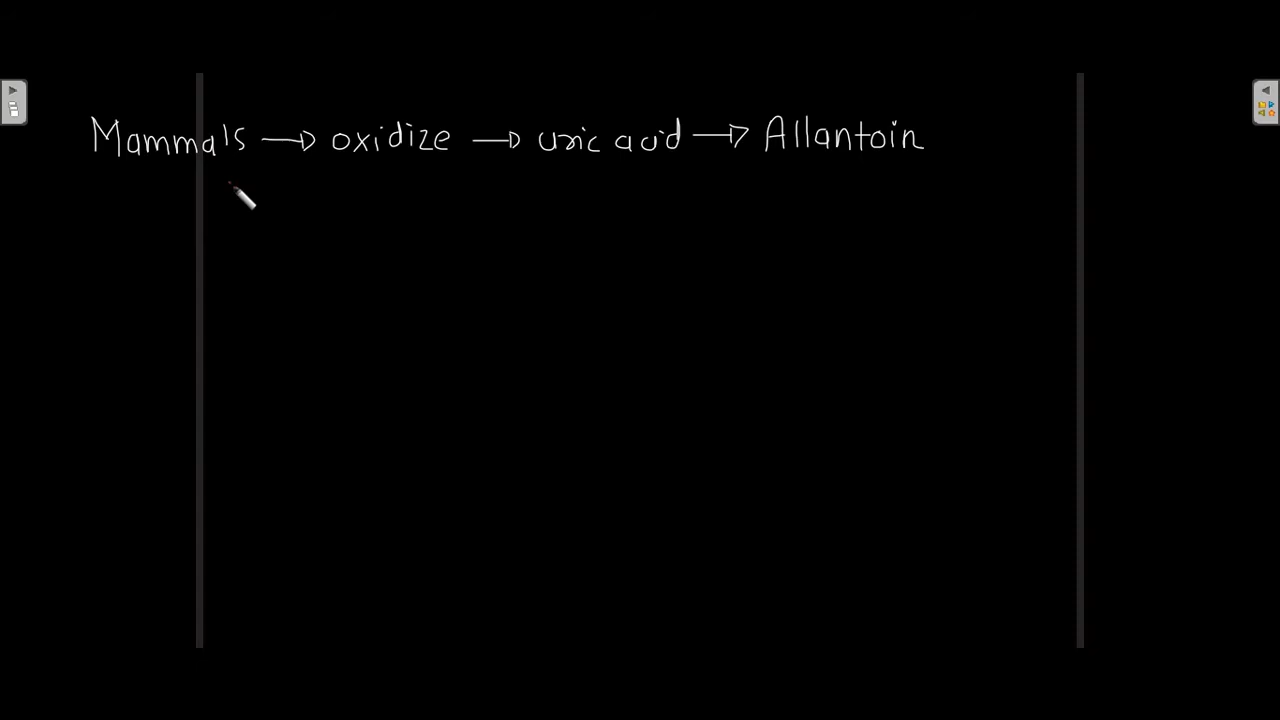 Mammals → oxidize → uric acid → Allantoin